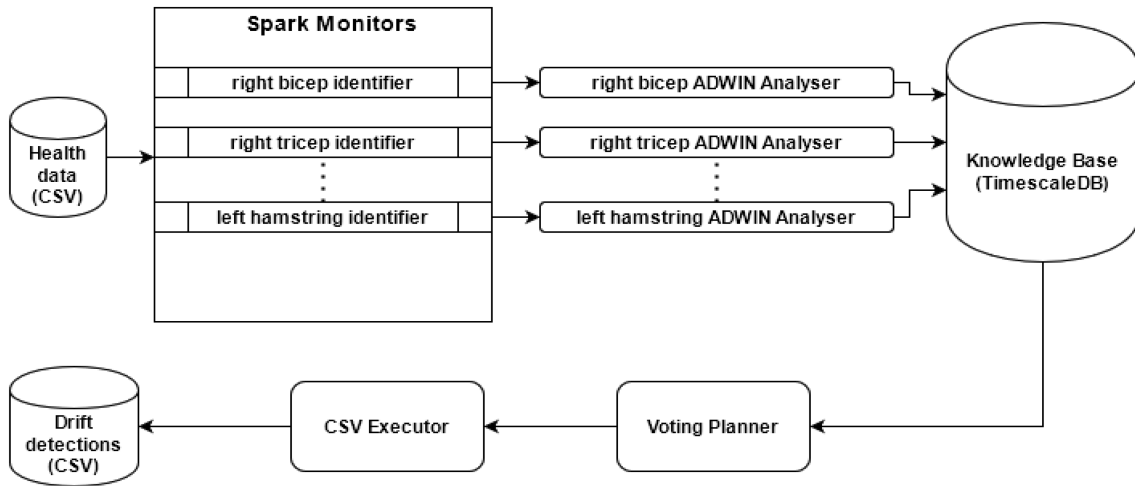 Spark Monitors
right bicep identifier
right bicep ADWIN Analyser
Health
data
(CSV)
right tricep identifier
right tricep ADWIN Analyser
left hamstring identifier
left hamstring ADWIN Analyser
Knowledge Base
(TimescaleDB)
Drift
detections
(CSV)
CSV Executor
Voting Planner